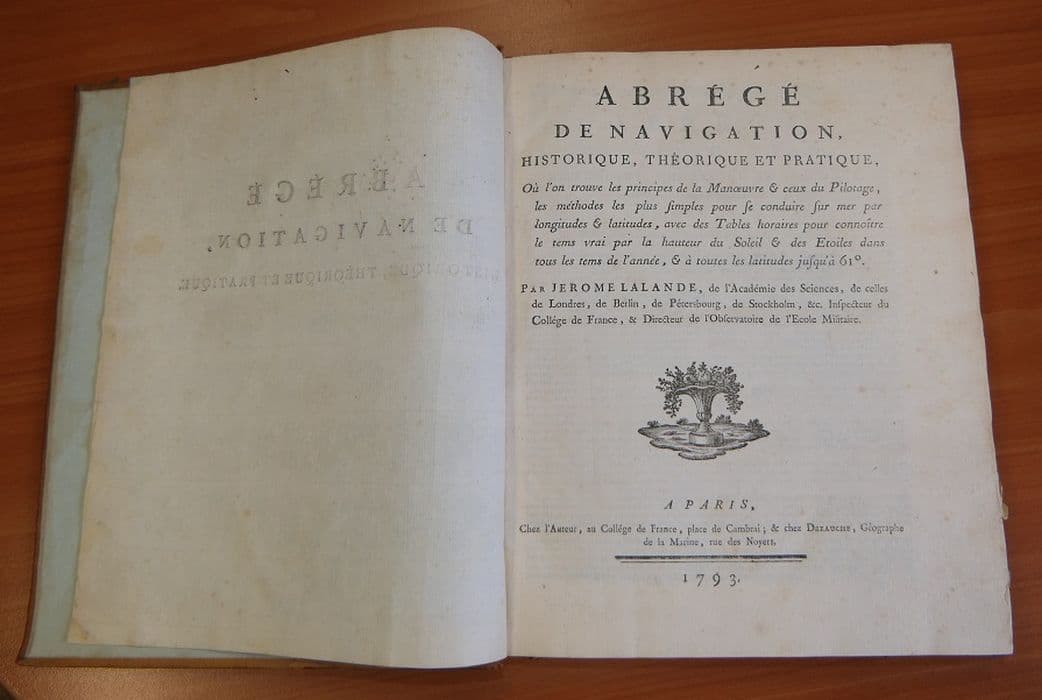 ABRÉGÉ
DE NAVIGATION,
HISTORIQUE, THÉORIQUE ET PRATIQUE,
Où l'on trouve les principes de la Manœuvre & ceux du Pilotage,
les méthodes les plus ſimples pour ſe conduire ſur mer par
longitudes & latitudes, avec des Tables horaires pour connoître
le tems vrai par la hauteur du Soleil & des Etoiles dans
tous les tems de l'année, & à toutes les latitudes juſqu'à 61°.
PAR JEROME LALANDE, de l'Académie des Sciences, de celles
de Londres, de Berlin, de Pétersbourg, de Stockholm, &c. Inſpecteur du
Collége de France, & Directeur de l'Obſervatoire de l'Ecole Militaire.
A PARIS,
Chez l'Auteur, au Collége de France, place de Cambrai; & chez DEZAUCHE, Géographe
de la Marine, rue des Noyers.
1793.